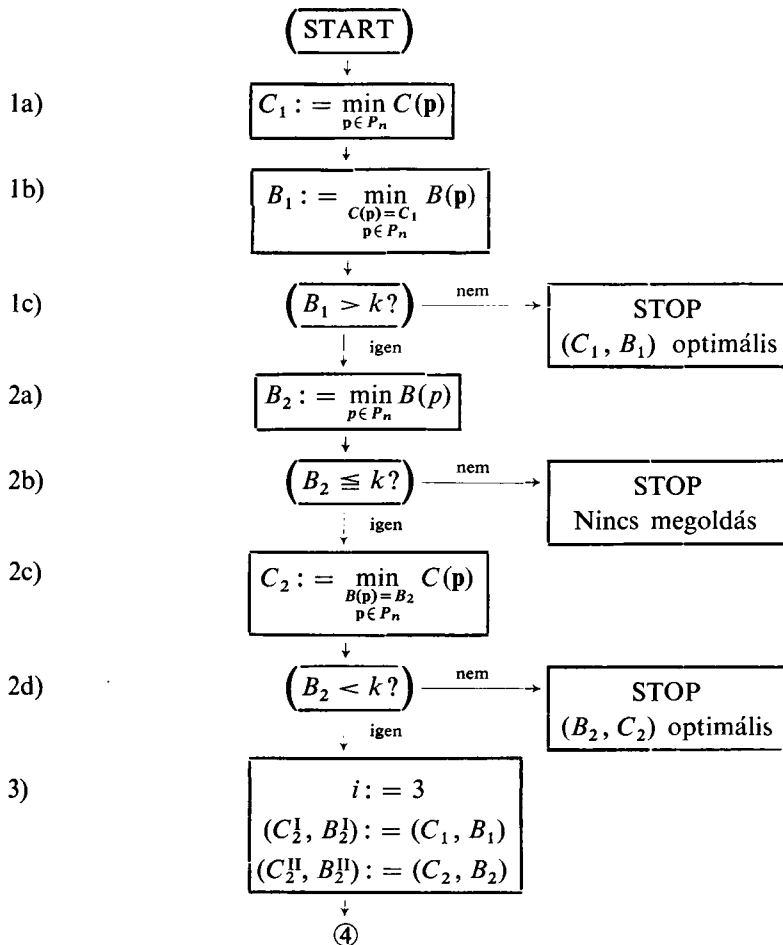 START
1a) C₁ := min C(p)
p∈Pₙ
1b) B₁ := min B(p)
C(p)=C₁
p∈Pₙ
1c) B₁ > k? nem STOP
(C₁, B₁) optimális
igen
2a) B₂ := min B(p)
p∈Pₙ
2b) B₂ ≦ k? nem STOP
Nincs megoldás
igen
2c) C₂ := min C(p)
B(p)=B₂
p∈Pₙ
2d) B₂ < k? nem STOP
(B₂, C₂) optimális
igen
3) i := 3
(C₂ᴵ, B₂ᴵ) := (C₁, B₁)
(C₂ᴵᴵ, B₂ᴵᴵ) := (C₂, B₂)
④